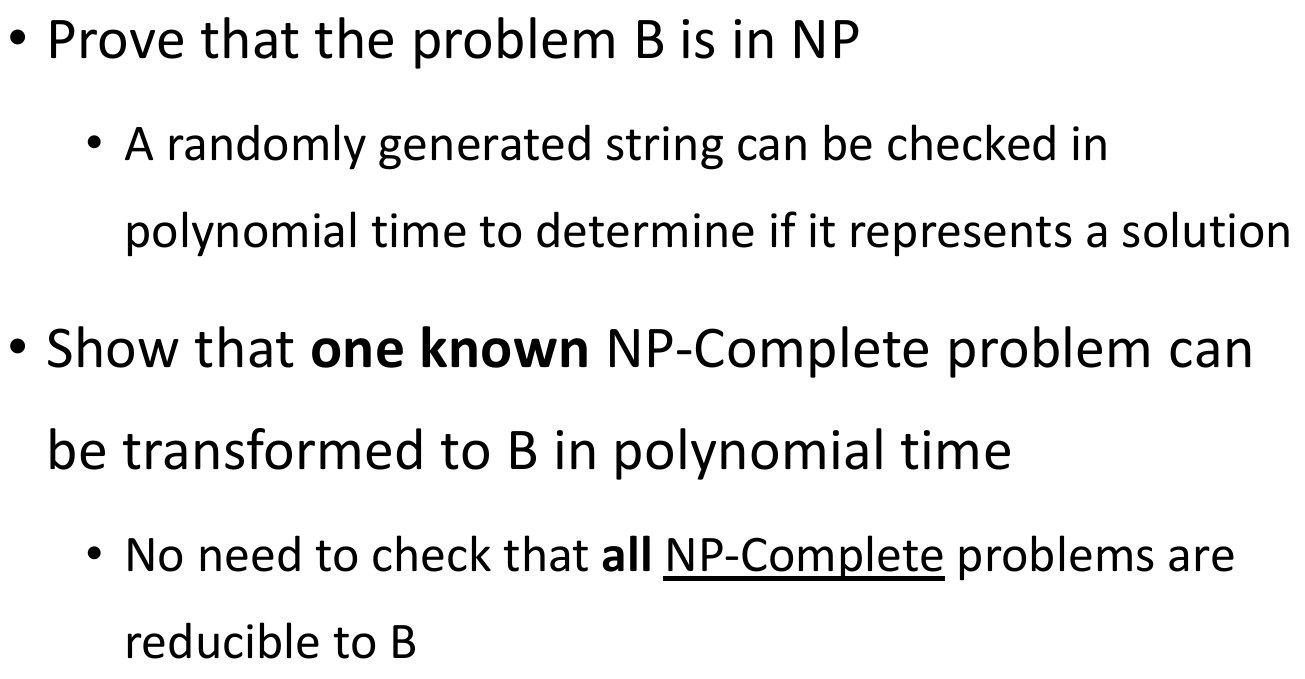 • Prove that the problem B is in NP
• A randomly generated string can be checked in
polynomial time to determine if it represents a solution
• Show that one known NP-Complete problem can
be transformed to B in polynomial time
• No need to check that all NP-Complete problems are
reducible to B